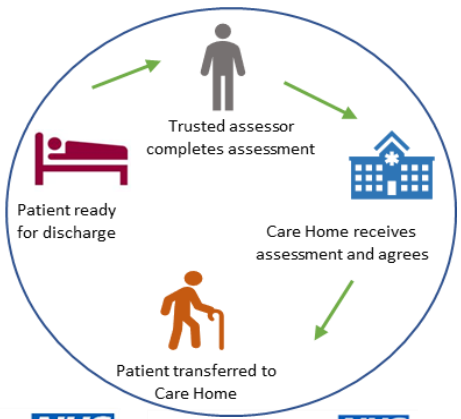 Trusted assessor
completes assessment
Patient ready
for discharge
Care Home receives
assessment and agrees
Patient transferred to
Care Home